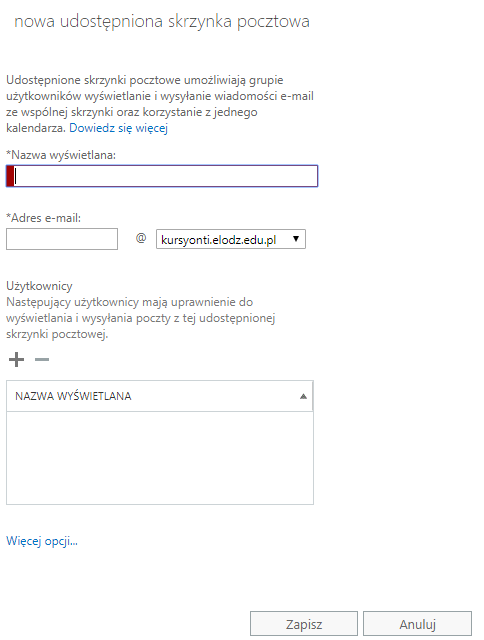 nowa udostępniona skrzynka pocztowa
Udostępnione skrzynki pocztowe umożliwiają grupie
użytkowników wyświetlanie i wysyłanie wiadomości e-mail
ze wspólnej skrzynki oraz korzystanie z jednego
kalendarza. Dowiedz się więcej
*Nazwa wyświetlana:
*Adres e-mail:
@ kursyonti.elodz.edu.pl
Użytkownicy
Następujący użytkownicy mają uprawnienie do
wyświetlania i wysyłania poczty z tej udostępnionej
skrzynki pocztowej.
NAZWA WYŚWIETLANA
Więcej opcji...
Zapisz Anuluj